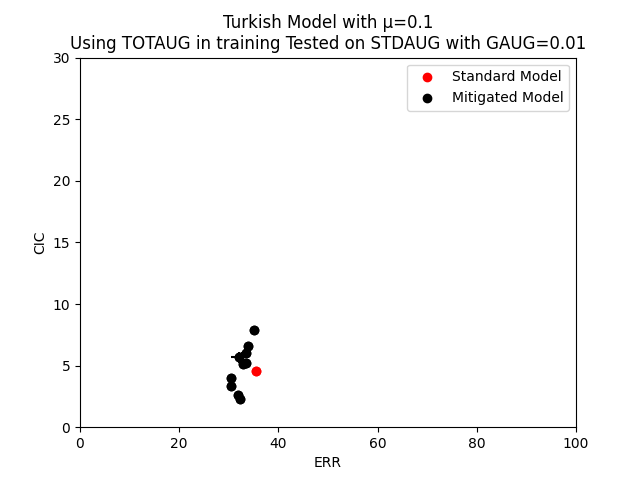 Turkish Model with μ=0.1
Using TOTAUG in training Tested on STDAUG with GAUG=0.01
Standard Model
Mitigated Model
CIC
30
25
20
15
10
5
0
0 20 40 60 80 100
ERR